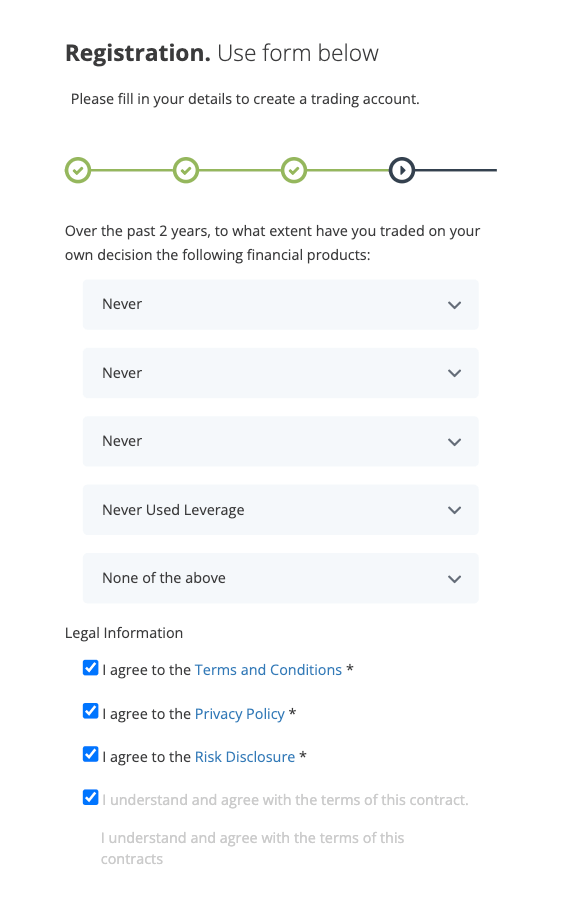 Registration. Use form below
Please fill in your details to create a trading account.
Over the past 2 years, to what extent have you traded on your
own decision the following financial products:
Never
Never
Never
Never Used Leverage
None of the above
Legal Information
I agree to the Terms and Conditions *
I agree to the Privacy Policy *
I agree to the Risk Disclosure *
I understand and agree with the terms of this contract.
I understand and agree with the terms of this
contracts